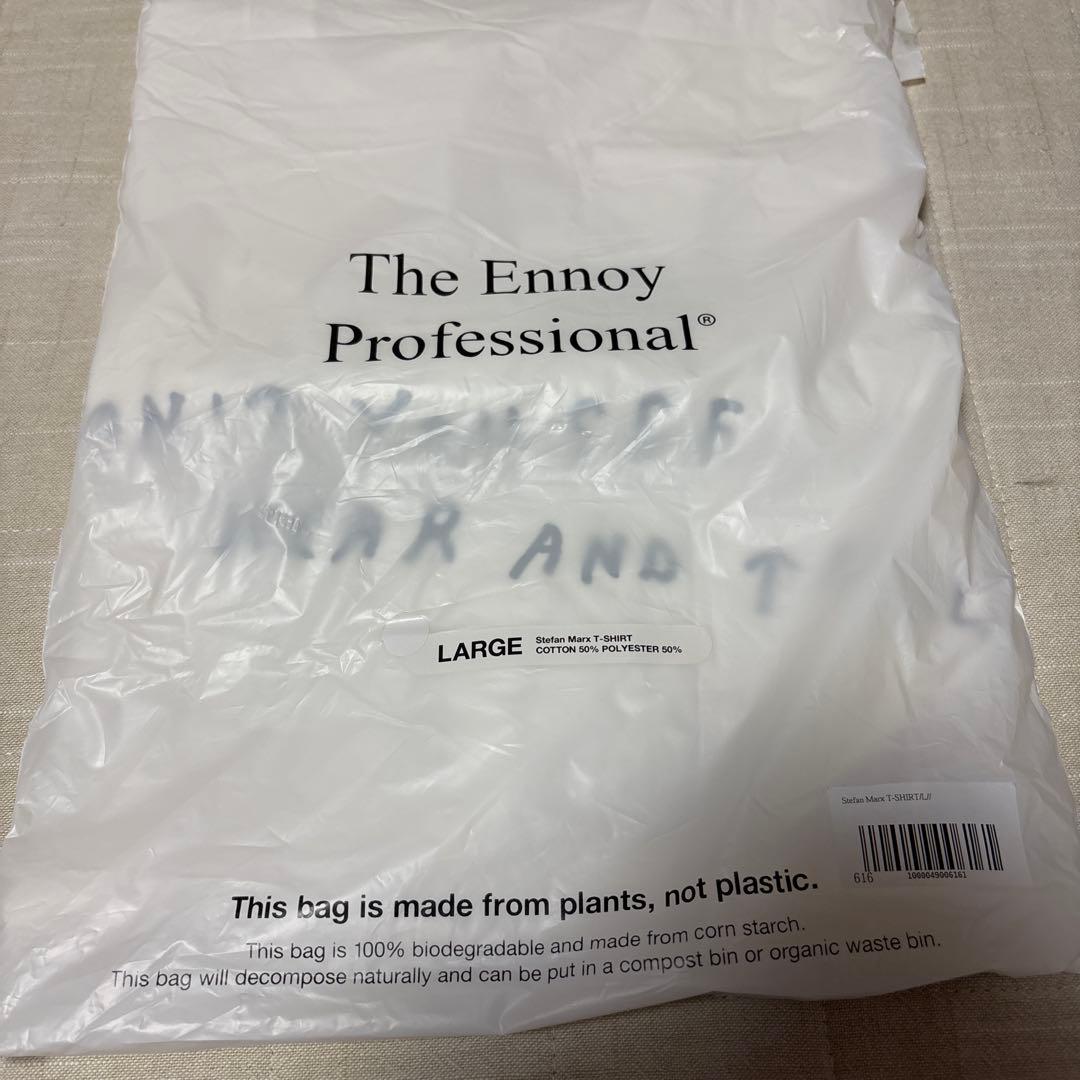 The Ennoy
Professional®
AND
LARGE
Stefan Marx T-SHIRT
COTTON 50% POLYESTER 50%
Stefan Marx T-SHIRT/L//
616
1000049006161
This bag is made from plants, not plastic.
This bag is 100% biodegradable and made from corn starch.
This bag will decompose naturally and can be put in a compost bin or organic waste bin.